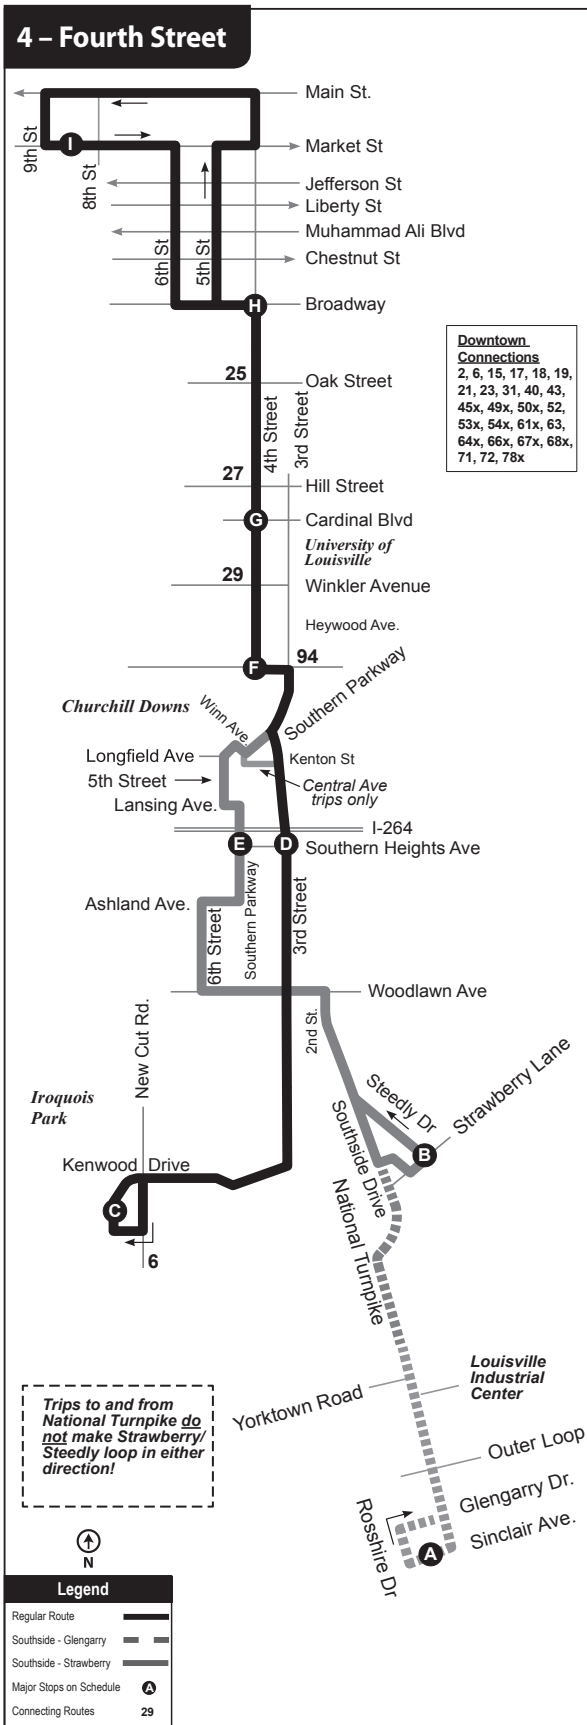 4 – Fourth Street
Main St.
9th St
I
8th St
Market St
Jefferson St
Liberty St
Muhammad Ali Blvd
6th St
5th St
Chestnut St
H
Broadway
Downtown
Connections
2, 6, 15, 17, 18, 19,
21, 23, 31, 40, 43,
45x, 49x, 50x, 52,
53x, 54x, 61x, 63,
64x, 66x, 67x, 68x,
71, 72, 78x
25
Oak Street
4th Street
3rd Street
27
Hill Street
G
Cardinal Blvd
University of
Louisville
29
Winkler Avenue
Heywood Ave.
F
94
Southern Parkway
Churchill Downs
Winn Ave.
Longfield Ave
Kenton St
5th Street
Central Ave
trips only
Lansing Ave.
I-264
E
D
Southern Heights Ave
Ashland Ave.
6th Street
Southern Parkway
3rd Street
Woodlawn Ave
2nd St.
New Cut Rd.
Iroquois
Park
Steedly Dr
Strawberry Lane
B
Southside Drive
Kenwood Drive
C
6
National Turnpike
Yorktown Road
Louisville
Industrial
Center
Trips to and from
National Turnpike do
not make Strawberry/
Steedly loop in either
direction!
Outer Loop
Glengarry Dr.
Sinclair Ave.
Rosshire Dr
A
N
Legend
Regular Route
Southside - Glengarry
Southside - Strawberry
Major Stops on Schedule A
Connecting Routes 29